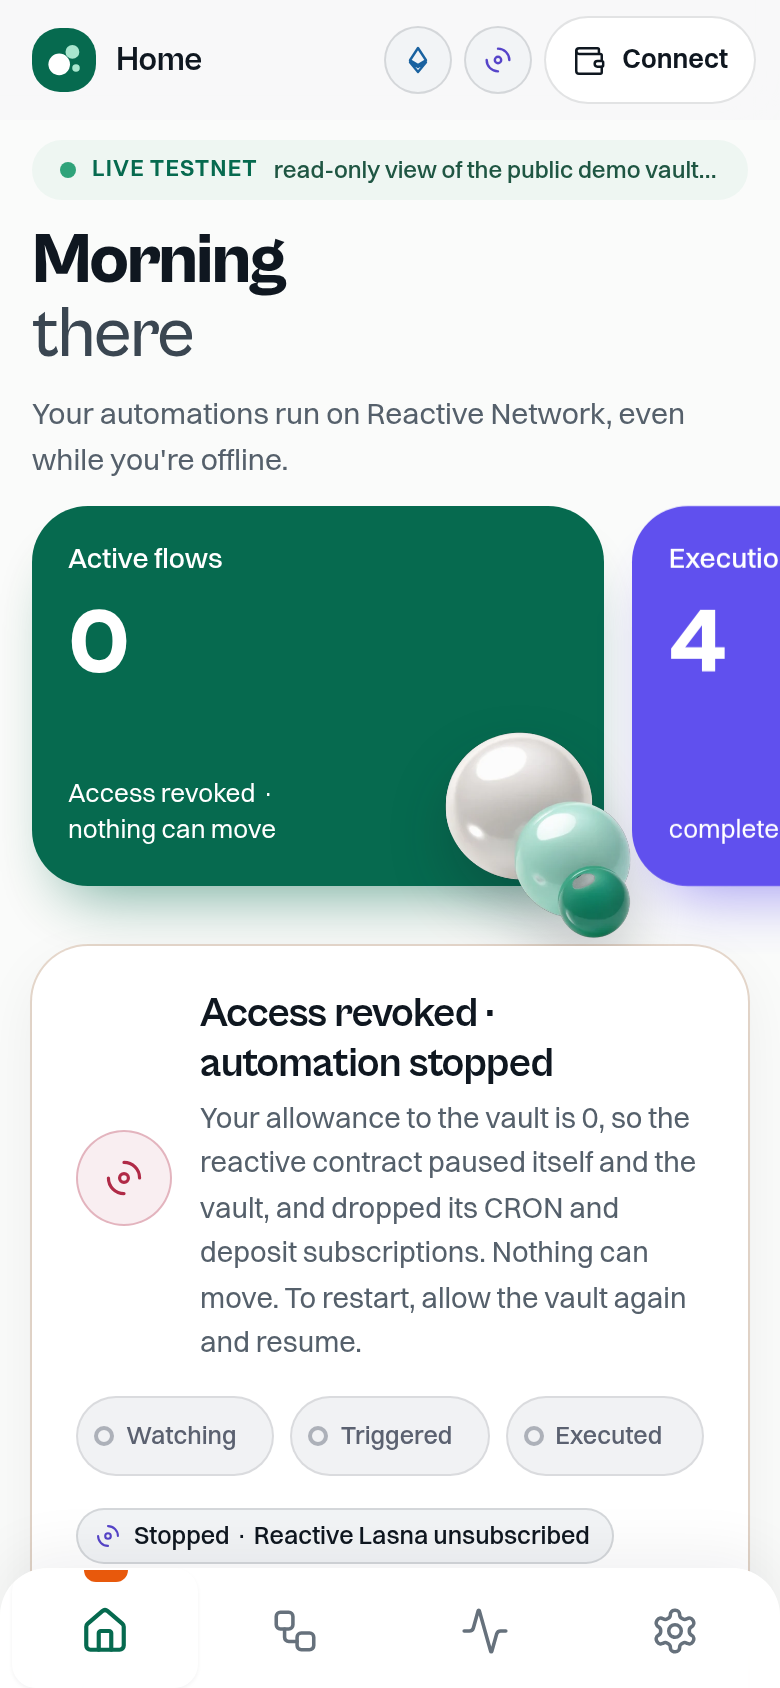 Home
Connect
LIVE TESTNET read-only view of the public demo vault...
Morning
there
Your automations run on Reactive Network, even
while you're offline.
Active flows
0
Access revoked ·
nothing can move
Executio
4
complete
Access revoked ·
automation stopped
Your allowance to the vault is 0, so the
reactive contract paused itself and the
vault, and dropped its CRON and
deposit subscriptions. Nothing can
move. To restart, allow the vault again
and resume.
Watching
Triggered
Executed
Stopped · Reactive Lasna unsubscribed